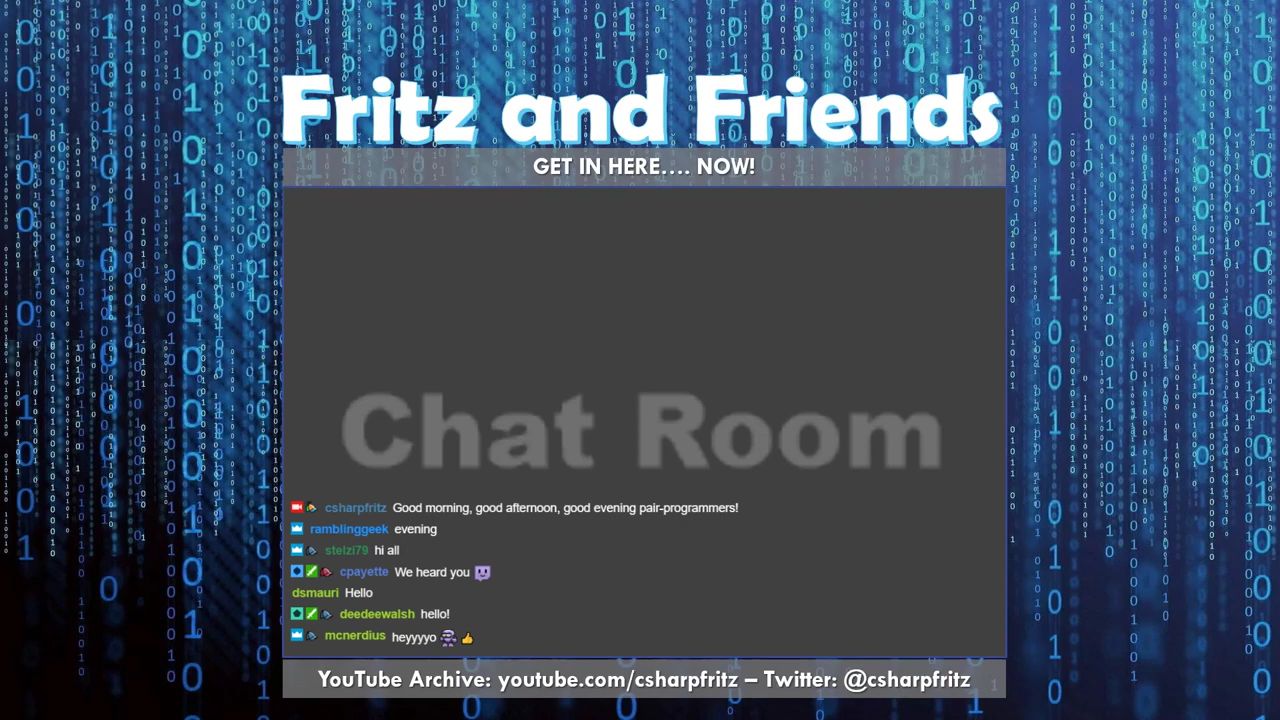 Fritz and Friends
GET IN HERE.... NOW!
Chat Room
csharpfritz Good morning, good afternoon, good evening pair-programmers!
ramblinggeek evening
stelzi79 hi all
cpayette We heard you
dsmauri Hello
deedeewalsh hello!
mcnerdius heyyyyo
YouTube Archive: youtube.com/csharpfritz – Twitter: @csharpfritz